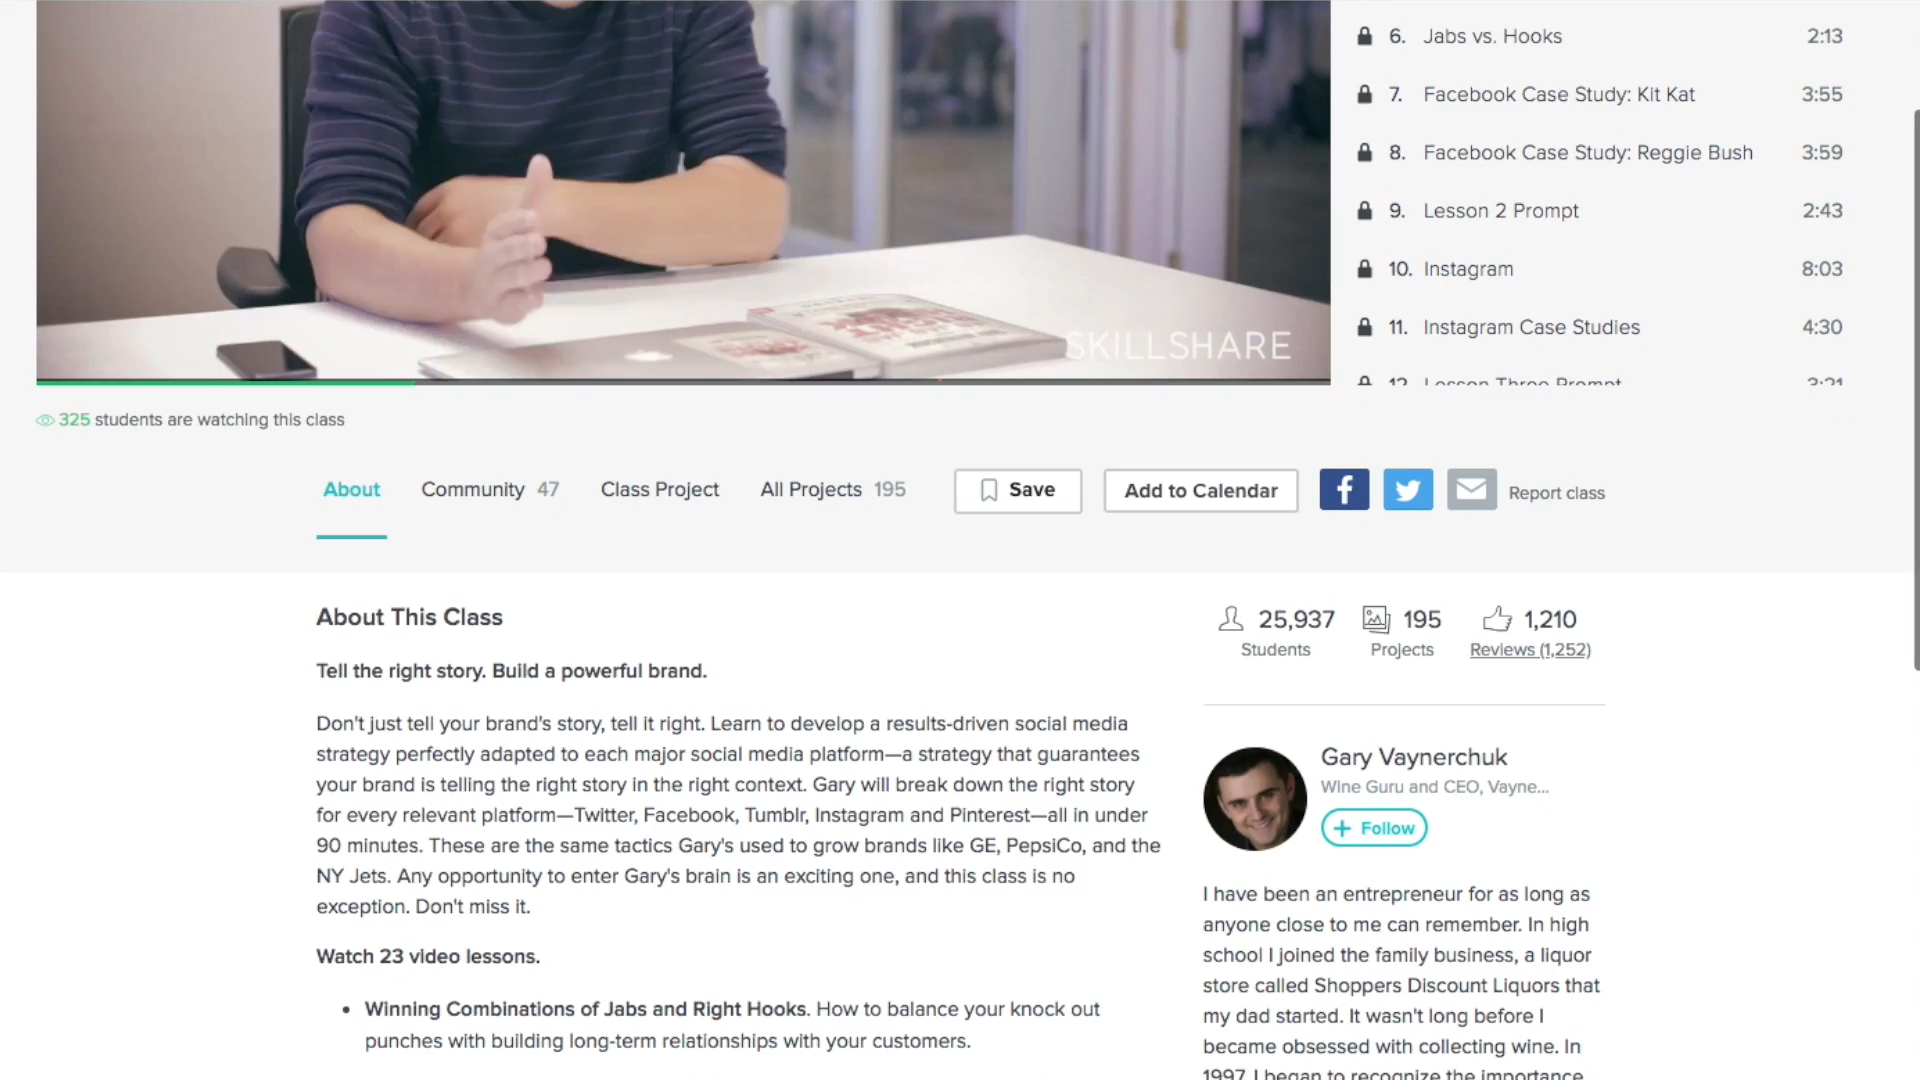 6. Jabs vs. Hooks 2:13
7. Facebook Case Study: Kit Kat 3:55
8. Facebook Case Study: Reggie Bush 3:59
9. Lesson 2 Prompt 2:43
10. Instagram 8:03
11. Instagram Case Studies 4:30
12. Lesson Three Prompt 3:21
SKILLSHARE
325 students are watching this class
About Community 47 Class Project All Projects 195 Save Add to Calendar Report class
About This Class
Tell the right story. Build a powerful brand.
Don't just tell your brand's story, tell it right. Learn to develop a results-driven social media
strategy perfectly adapted to each major social media platform—a strategy that guarantees
your brand is telling the right story in the right context. Gary will break down the right story
for every relevant platform—Twitter, Facebook, Tumblr, Instagram and Pinterest—all in under
90 minutes. These are the same tactics Gary's used to grow brands like GE, PepsiCo, and the
NY Jets. Any opportunity to enter Gary's brain is an exciting one, and this class is no
exception. Don't miss it.
Watch 23 video lessons.
• Winning Combinations of Jabs and Right Hooks. How to balance your knock out
punches with building long-term relationships with your customers.
25,937 195 1,210
Students Projects Reviews (1,252)
Gary Vaynerchuk
Wine Guru and CEO, Vayne...
+ Follow
I have been an entrepreneur for as long as
anyone close to me can remember. In high
school I joined the family business, a liquor
store called Shoppers Discount Liquors that
my dad started. It wasn't long before I
became obsessed with collecting wine. In
1997 I began to recognize the importance